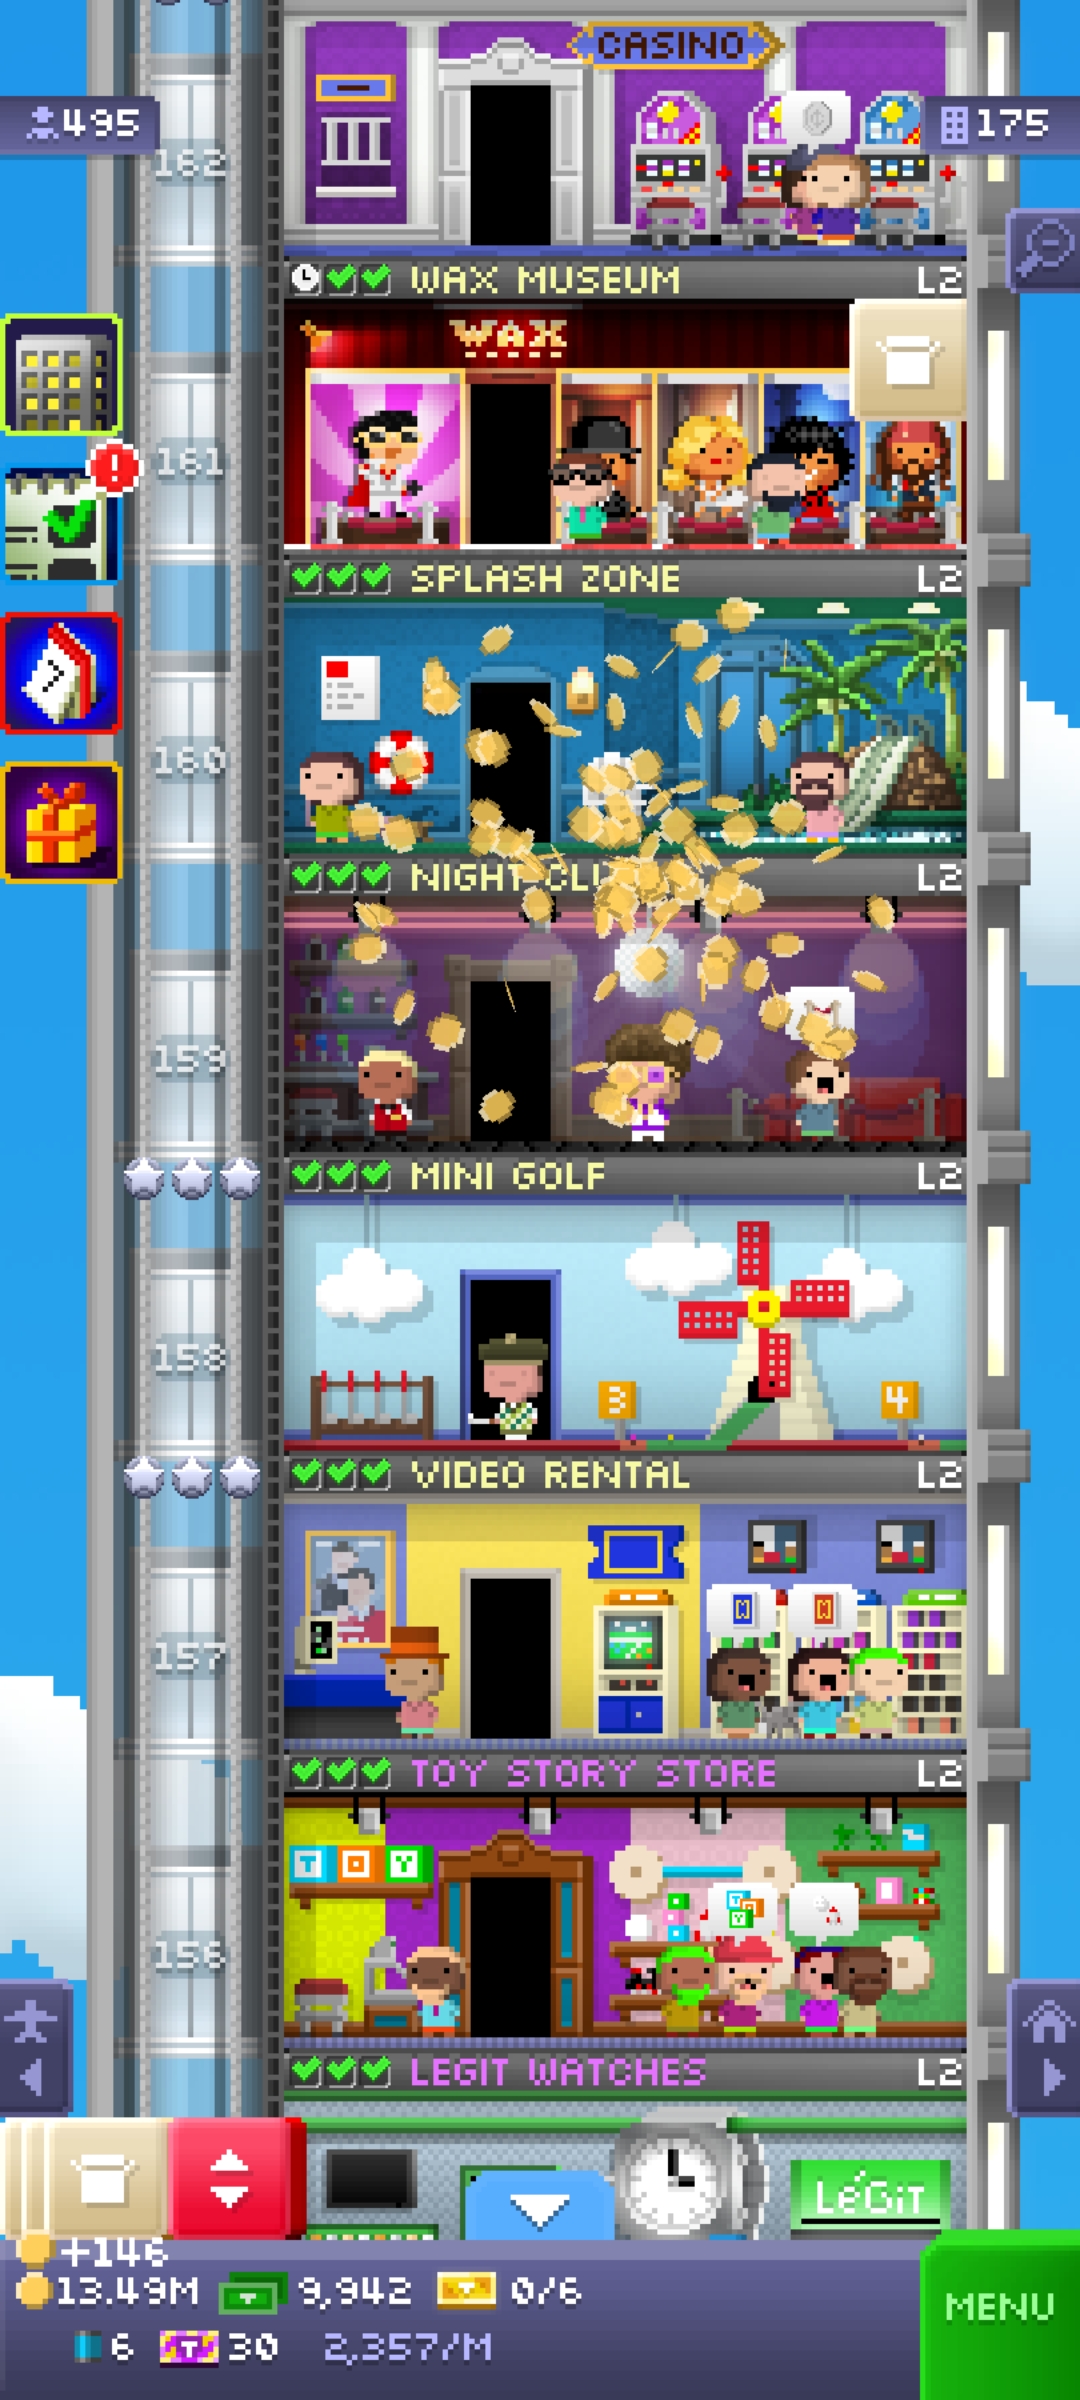 CASINO
495
175
162
WAX MUSEUM L2
WAX
161
SPLASH ZONE L2
160
NIGHT CLU L2
159
MINI GOLF L2
158
3
4
VIDEO RENTAL L2
157
TOY STORY STORE L2
TOY
156
LEGIT WATCHES L2
LéGiT
+146
13.49M 9,942 0/6
MENU
6 T 30 2,357/M